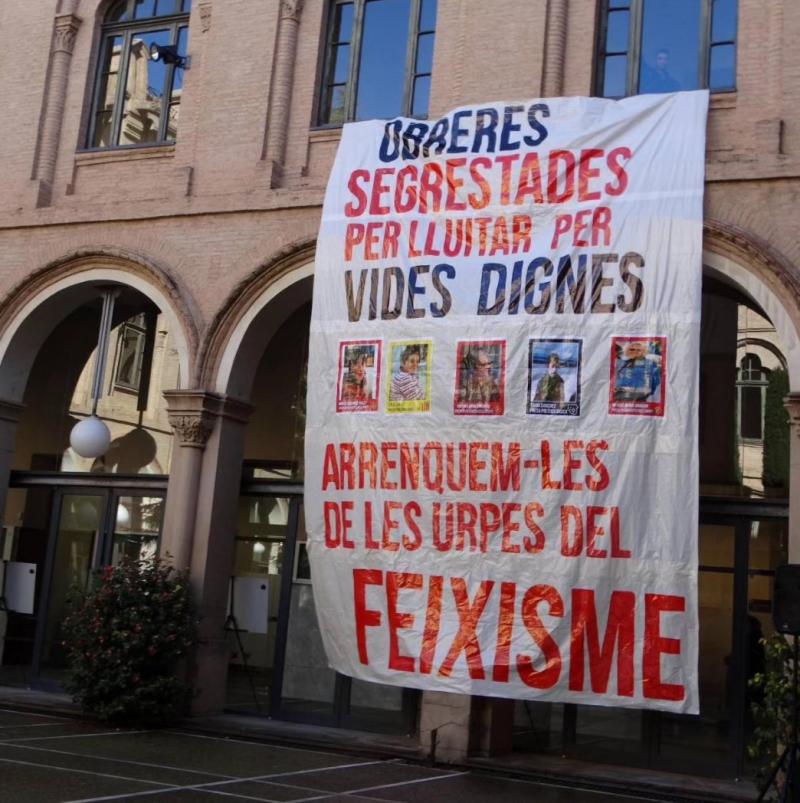 OBRERES
SEGRESTADES
PER LLUITAR PER
VIDES DIGNES
ARRENQUEM-LES
DE LES URPES DEL
FEIXISME